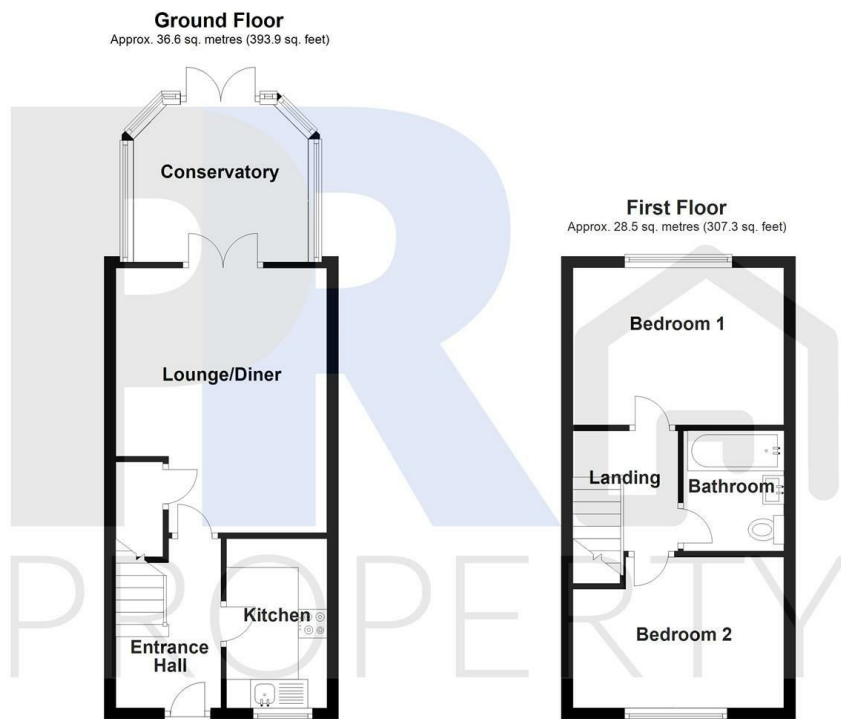 Ground Floor
Approx. 36.6 sq. metres (393.9 sq. feet)
Conservatory
Lounge/Diner
Kitchen
Entrance
Hall
First Floor
Approx. 28.5 sq. metres (307.3 sq. feet)
Bedroom 1
Landing
Bathroom
Bedroom 2
PR
PROPERTY